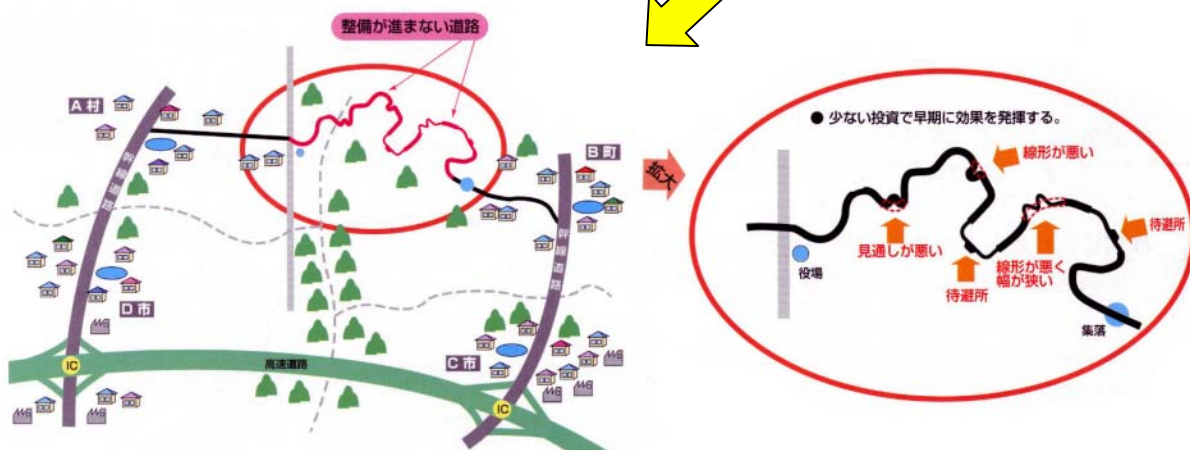 整備が進まない道路
A村
B町
幹線道路
幹線道路
D市
C市
高速道路
IC
IC
拡大
● 少ない投資で早期に効果を発揮する。
線形が悪い
待避所
見通しが悪い
役場
線形が悪く
幅が狭い
待避所
集落